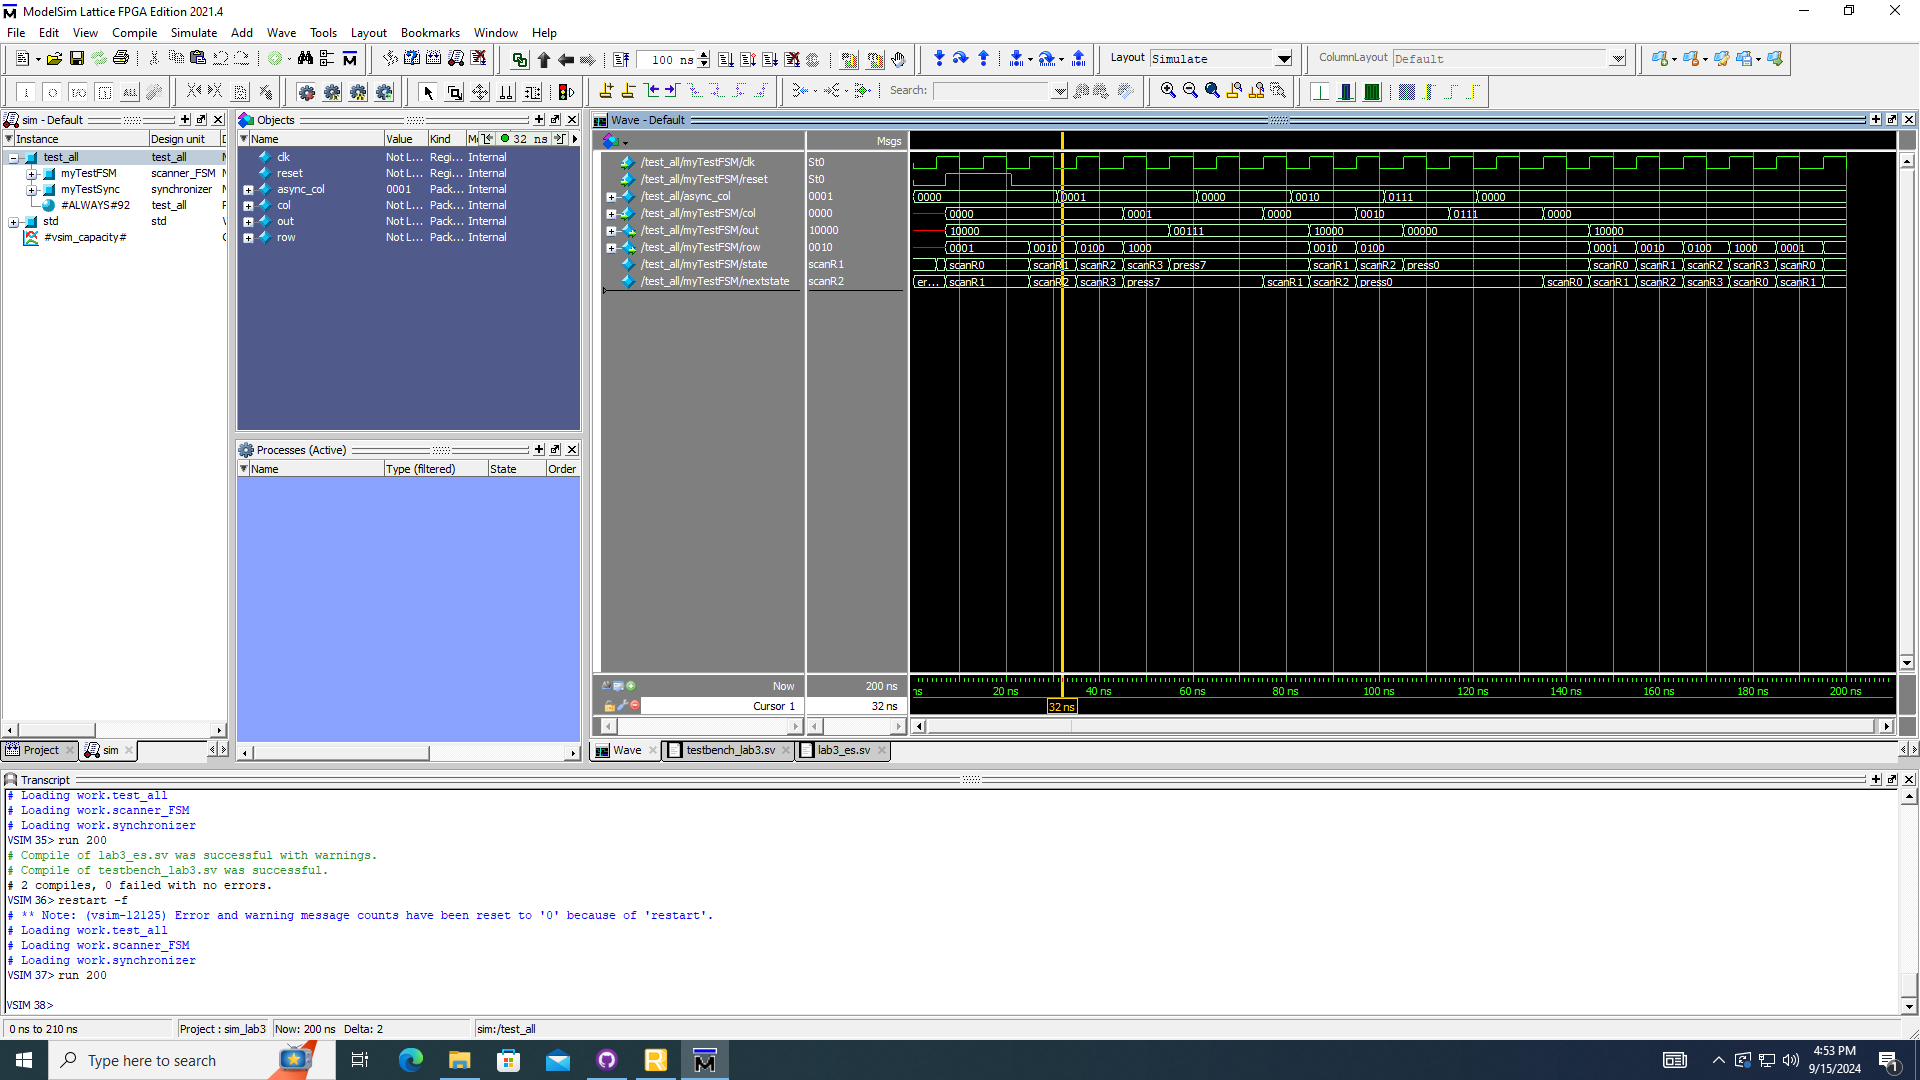 ModelSim Lattice FPGA Edition 2021.4
File Edit View Compile Simulate Add Wave Tools Layout Bookmarks Window Help
100 ns
Layout Simulate
ColumnLayout Default
Search:
sim - Default
Instance Design unit
test_all test_all
myTestFSM scanner_FSM
myTestSync synchronizer
#ALWAYS#92 test_all
std std
#vsim_capacity#
Project sim
Objects
Name Value Kind 32 ns
clk Not L... Regi... Internal
reset Not L... Regi... Internal
async_col 0001 Pack... Internal
col Not L... Pack... Internal
out Not L... Pack... Internal
row Not L... Pack... Internal
Processes (Active)
Name Type (filtered) State Order
Wave - Default
Msgs
/test_all/myTestFSM/clk St0
/test_all/myTestFSM/reset St0
/test_all/async_col 0001 0000 0001 0000 0010 0111 0000
/test_all/myTestFSM/col 0000 0000 0001 0000 0010 0111 0000
/test_all/myTestFSM/out 10000 10000 00111 10000 00000 10000
/test_all/myTestFSM/row 0010 0001 0010 0100 1000 0010 0100 0001 0010 0100 1000 0001
/test_all/myTestFSM/state scanR1 scanR0 scanR1 scanR2 scanR3 press7 scanR1 scanR2 press0 scanR0 scanR1 scanR2 scanR3 scanR0
/test_all/myTestFSM/nextstate scanR2 er... scanR1 scanR2 scanR3 press7 scanR1 scanR2 press0 scanR0 scanR1 scanR2 scanR3 scanR0 scanR1
Now 200 ns ns 20 ns 40 ns 60 ns 80 ns 100 ns 120 ns 140 ns 160 ns 180 ns 200 ns
Cursor 1 32 ns 32 ns
Wave testbench_lab3.sv lab3_es.sv
Transcript
# Loading work.test_all
# Loading work.scanner_FSM
# Loading work.synchronizer
VSIM 35> run 200
# Compile of lab3_es.sv was successful with warnings.
# Compile of testbench_lab3.sv was successful.
# 2 compiles, 0 failed with no errors.
VSIM 36> restart -f
# ** Note: (vsim-12125) Error and warning message counts have been reset to '0' because of 'restart'.
# Loading work.test_all
# Loading work.scanner_FSM
# Loading work.synchronizer
VSIM 37> run 200
VSIM 38>
0 ns to 210 ns Project : sim_lab3 Now: 200 ns Delta: 2 sim:/test_all
Type here to search
4:53 PM
9/15/2024
1